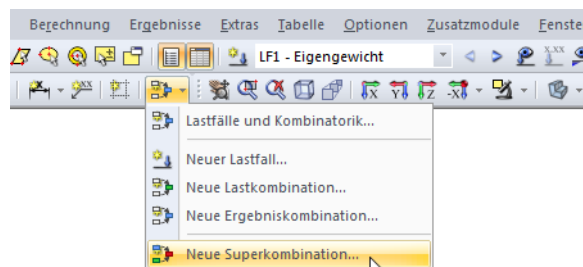 Berechnung Ergebnisse Extras Tabelle Optionen Zusatzmodule Fenste
LF1 - Eigengewicht
Lastfälle und Kombinatorik...
Neuer Lastfall...
Neue Lastkombination...
Neue Ergebniskombination...
Neue Superkombination...